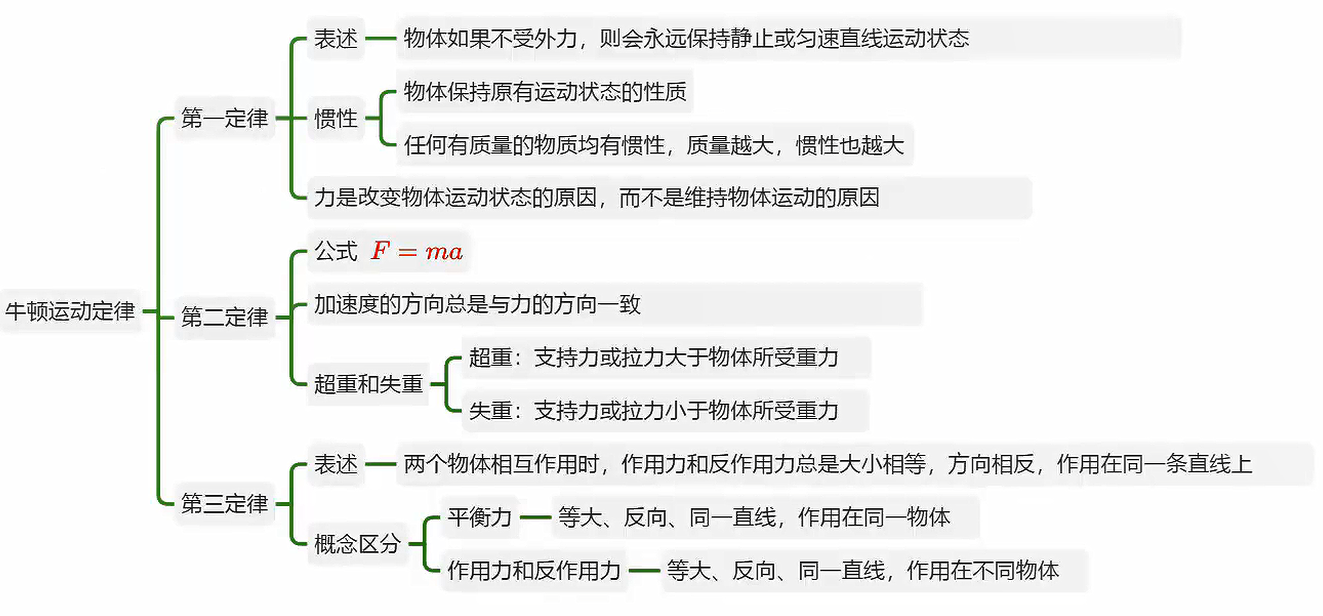 牛顿运动定律
第一定律
表述
物体如果不受外力，则会永远保持静止或匀速直线运动状态
惯性
物体保持原有运动状态的性质
任何有质量的物质均有惯性，质量越大，惯性也越大
力是改变物体运动状态的原因，而不是维持物体运动的原因
第二定律
公式 F = ma
加速度的方向总是与力的方向一致
超重和失重
超重：支持力或拉力大于物体所受重力
失重：支持力或拉力小于物体所受重力
第三定律
表述
两个物体相互作用时，作用力和反作用力总是大小相等，方向相反，作用在同一条直线上
概念区分
平衡力
等大、反向、同一直线，作用在同一物体
作用力和反作用力
等大、反向、同一直线，作用在不同物体